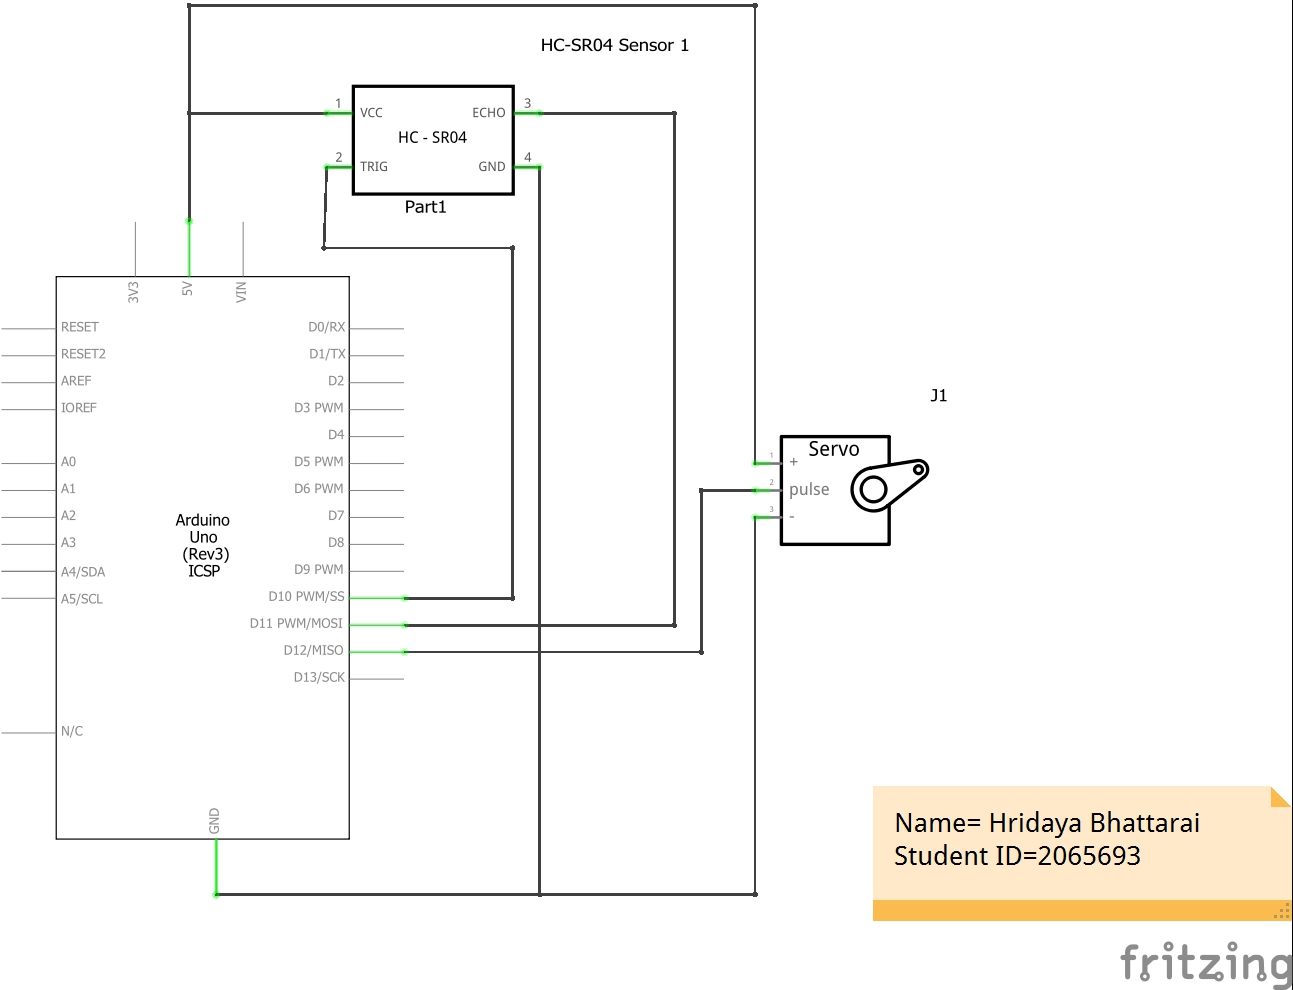 HC-SR04 Sensor 1
1
VCC
ECHO
3
HC - SR04
2
TRIG
GND
4
Part1
3V3
5V
VIN
RESET
D0/RX
RESET2
D1/TX
AREF
D2
IOREF
D3 PWM
D4
A0
D5 PWM
A1
D6 PWM
A2
D7
A3
D8
A4/SDA
D9 PWM
A5/SCL
D10 PWM/SS
D11 PWM/MOSI
D12/MISO
D13/SCK
N/C
Arduino
Uno
(Rev3)
ICSP
GND
J1
Servo
1
+
2
pulse
3
-
Name= Hridaya Bhattarai
Student ID=2065693
fritzing